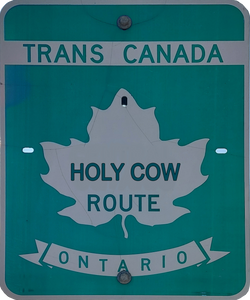 TRANS CANADA
HOLY COW
ROUTE
ONTARIO